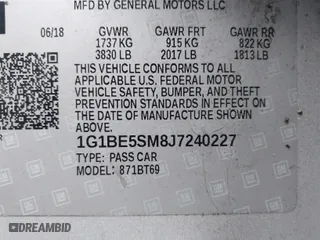 MFD BY GENERAL MOTORS LLC
06/18 GVWR GAWR FRT GAWR RR
1737 KG 915 KG 822 KG
3830 LB 2017 LB 1813 LB
THIS VEHICLE CONFORMS TO ALL
APPLICABLE U.S. FEDERAL MOTOR
VEHICLE SAFETY, BUMPER, AND THEFT
PREVENTION STANDARDS IN EFFECT ON
THE DATE OF MANUFACTURE SHOWN ABOVE.
1G1BE5SM8J7240227
TYPE: PASS CAR
MODEL: 871BT69
DREAMBID